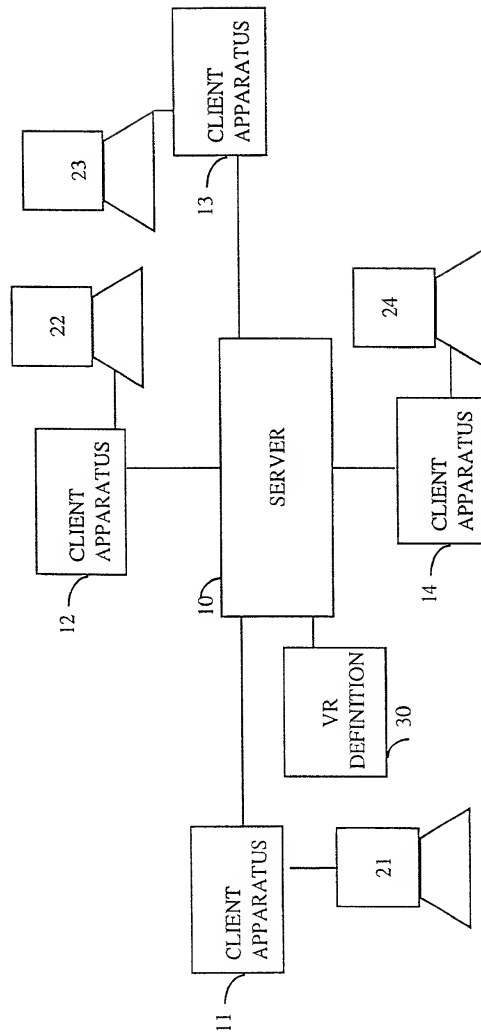 23
CLIENT
APPARATUS
13
22
CLIENT
APPARATUS
12
10
SERVER
24
CLIENT
APPARATUS
14
VR
DEFINITION
30
CLIENT
APPARATUS
11
21